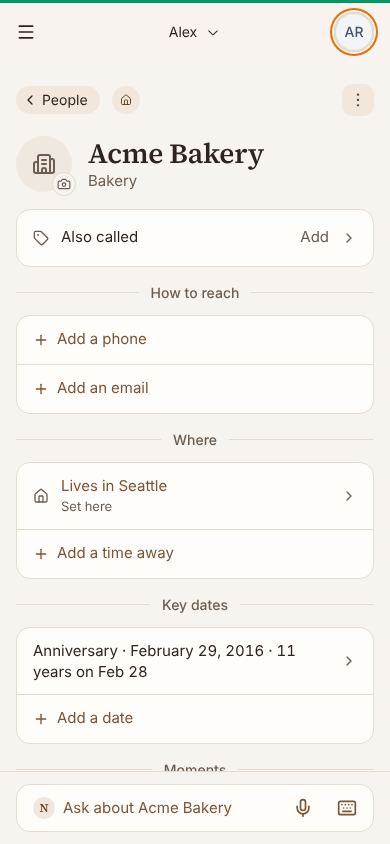 Alex
AR
People
Acme Bakery
Bakery
Also called
Add
How to reach
Add a phone
Add an email
Where
Lives in Seattle
Set here
Add a time away
Key dates
Anniversary · February 29, 2016 · 11
years on Feb 28
Add a date
Moments
N
Ask about Acme Bakery